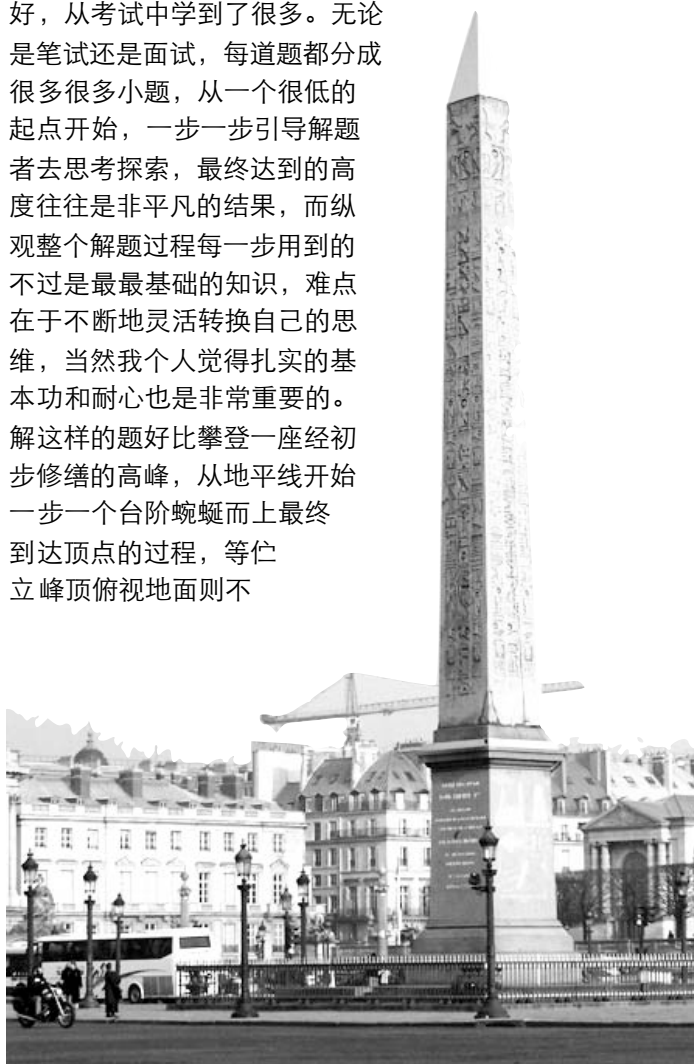 好，从考试中学到了很多。无论
是笔试还是面试，每道题都分成
很多很多小题，从一个很低的
起点开始，一步一步引导解题
者去思考探索，最终达到的高
度往往是非平凡的结果，而纵
观整个解题过程每一步用到的
不过是最最基础的知识，难点
在于不断地灵活转换自己的思
维，当然我个人觉得扎实的基
本功和耐心也是非常重要的。
解这样的题好比攀登一座经初
步修缮的高峰，从地平线开始
一步一个台阶蜿蜒而上最终
到达顶点的过程，等伫
立峰顶俯视地面则不